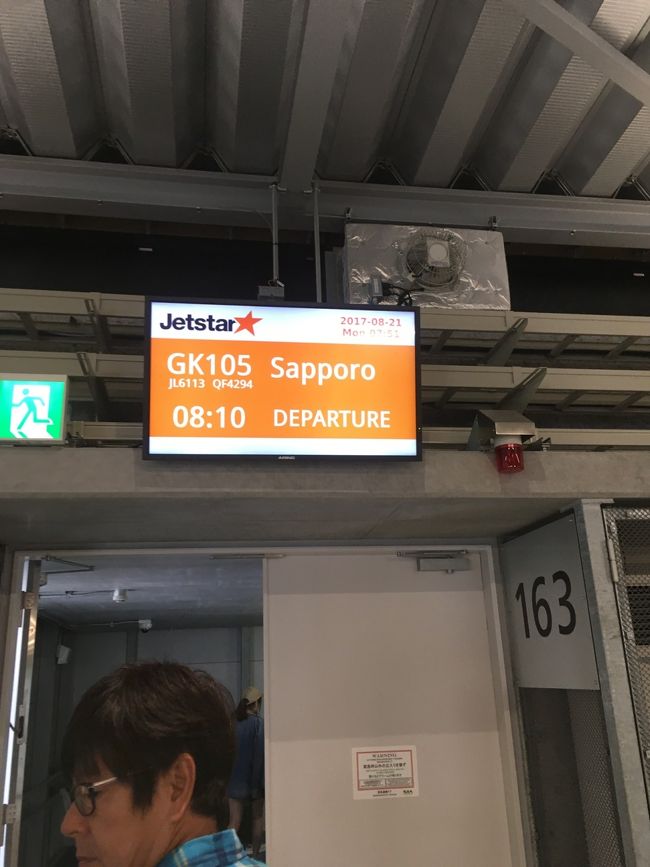 Jetstar
2017-08-21
Mon 07:51
GK105 Sapporo
JL6113 QF4294
08:10 DEPARTURE
163
WARNING